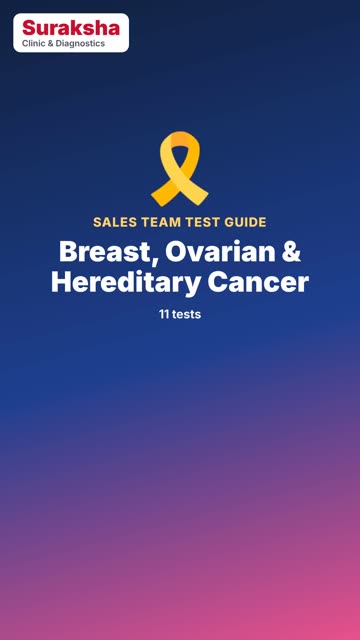 Suraksha
Clinic & Diagnostics
SALES TEAM TEST GUIDE
Breast, Ovarian &
Hereditary Cancer
11 tests